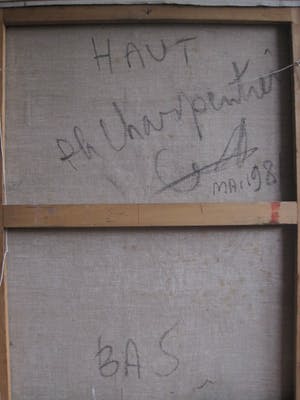 HAUT
Ph Charpentier
MAI 98
BAS